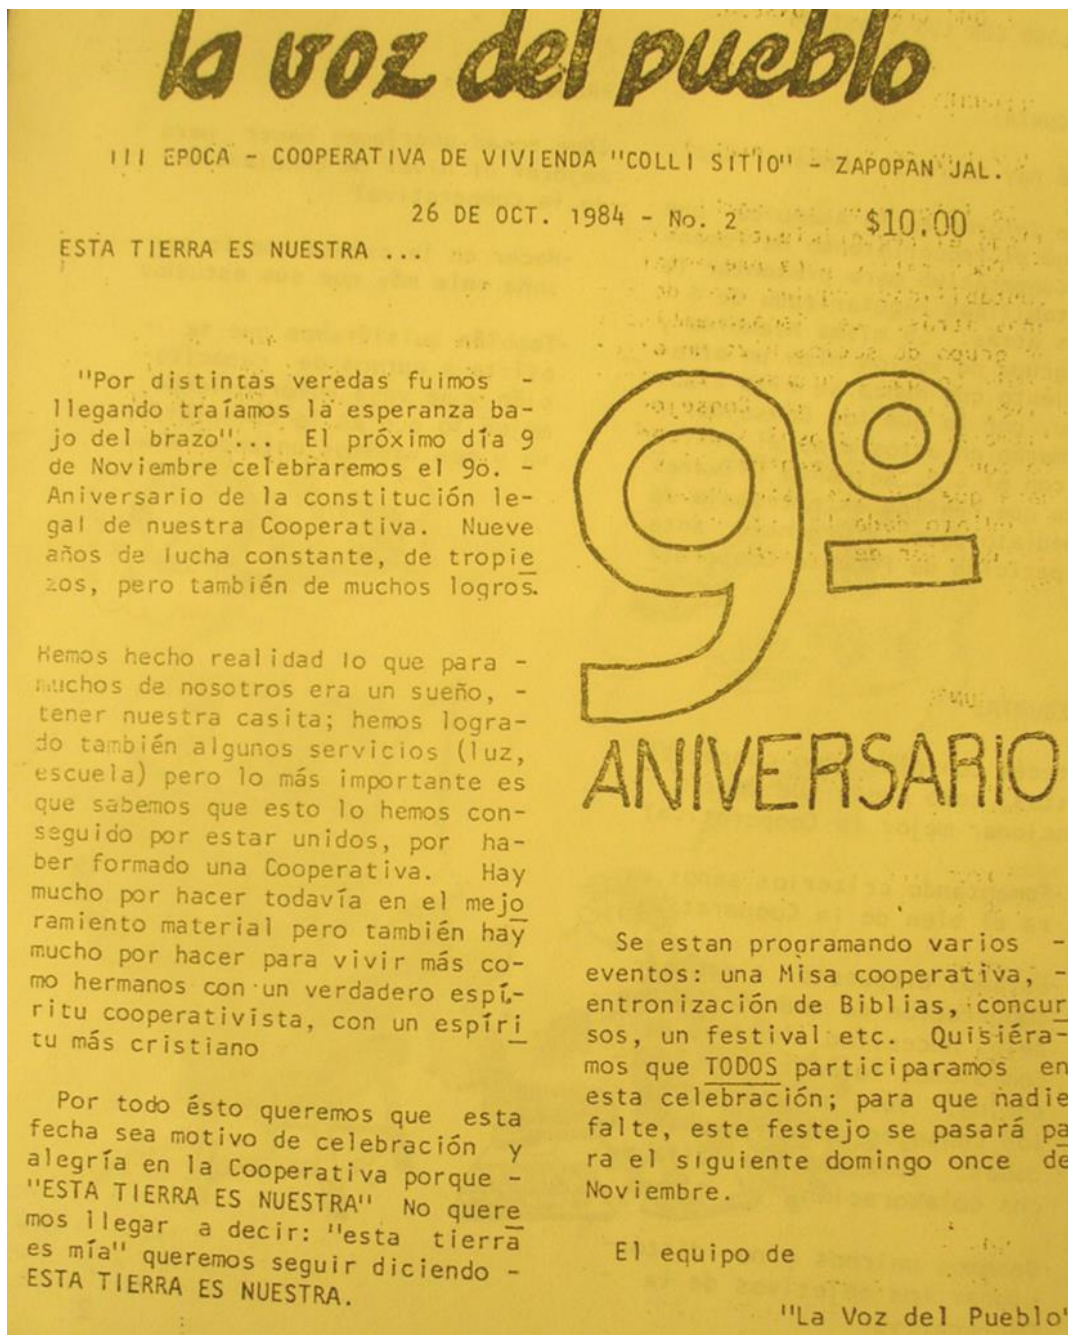 la voz del pueblo
III EPOCA - COOPERATIVA DE VIVIENDA "COLLI SITIO" - ZAPOPAN JAL.
26 DE OCT. 1984 - No. 2 $10.00
ESTA TIERRA ES NUESTRA ...
"Por distintas veredas fuimos -
llegando traíamos la esperanza ba-
jo del brazo"... El próximo día 9
de Noviembre celebraremos el 9o. -
Aniversario de la constitución le-
gal de nuestra Cooperativa. Nueve
años de lucha constante, de tropie
zos, pero también de muchos logros.
Hemos hecho realidad lo que para -
muchos de nosotros era un sueño, -
tener nuestra casita; hemos logra-
do también algunos servicios (luz,
escuela) pero lo más importante es
que sabemos que esto lo hemos con-
seguido por estar unidos, por ha-
ber formado una Cooperativa. Hay
mucho por hacer todavía en el mejo
ramiento material pero también hay
mucho por hacer para vivir más co-
mo hermanos con un verdadero espí-
ritu cooperativista, con un espíri
tu más cristiano
Por todo ésto queremos que esta
fecha sea motivo de celebración y
alegría en la Cooperativa porque -
"ESTA TIERRA ES NUESTRA" No quere
mos llegar a decir: "esta tierra
es mía" queremos seguir diciendo -
ESTA TIERRA ES NUESTRA.
9º
ANIVERSARIO
Se estan programando varios -
eventos: una Misa cooperativa, -
entronización de Biblias, concur
sos, un festival etc. Quisiéra-
mos que TODOS participaramos en
esta celebración; para que nadie
falte, este festejo se pasará pa
ra el siguiente domingo once de
Noviembre.
El equipo de
"La Voz del Pueblo"